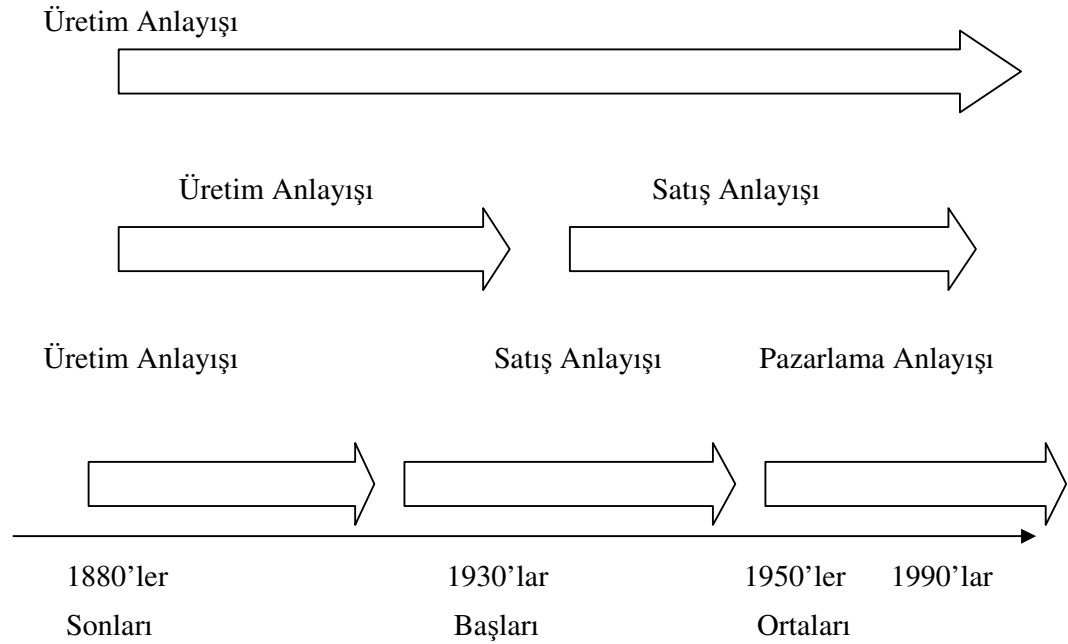 Üretim Anlayışı
Üretim Anlayışı Satış Anlayışı
Üretim Anlayışı Satış Anlayışı Pazarlama Anlayışı
1880’ler 1930’lar 1950’ler 1990’lar
Sonları Başları Ortaları